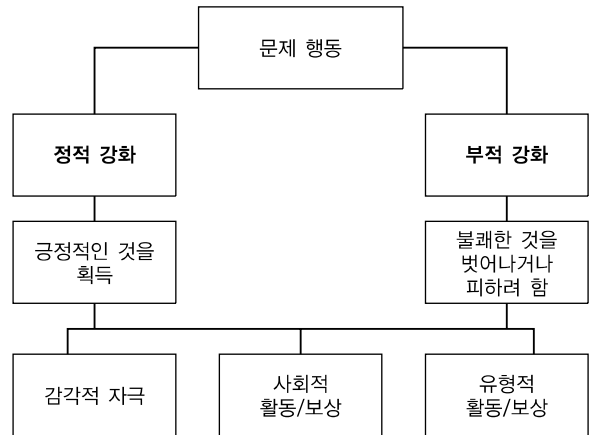 문제 행동
정적 강화
부적 강화
긍정적인 것을
획득
불쾌한 것을
벗어나거나
피하려 함
감각적 자극
사회적
활동/보상
유형적
활동/보상